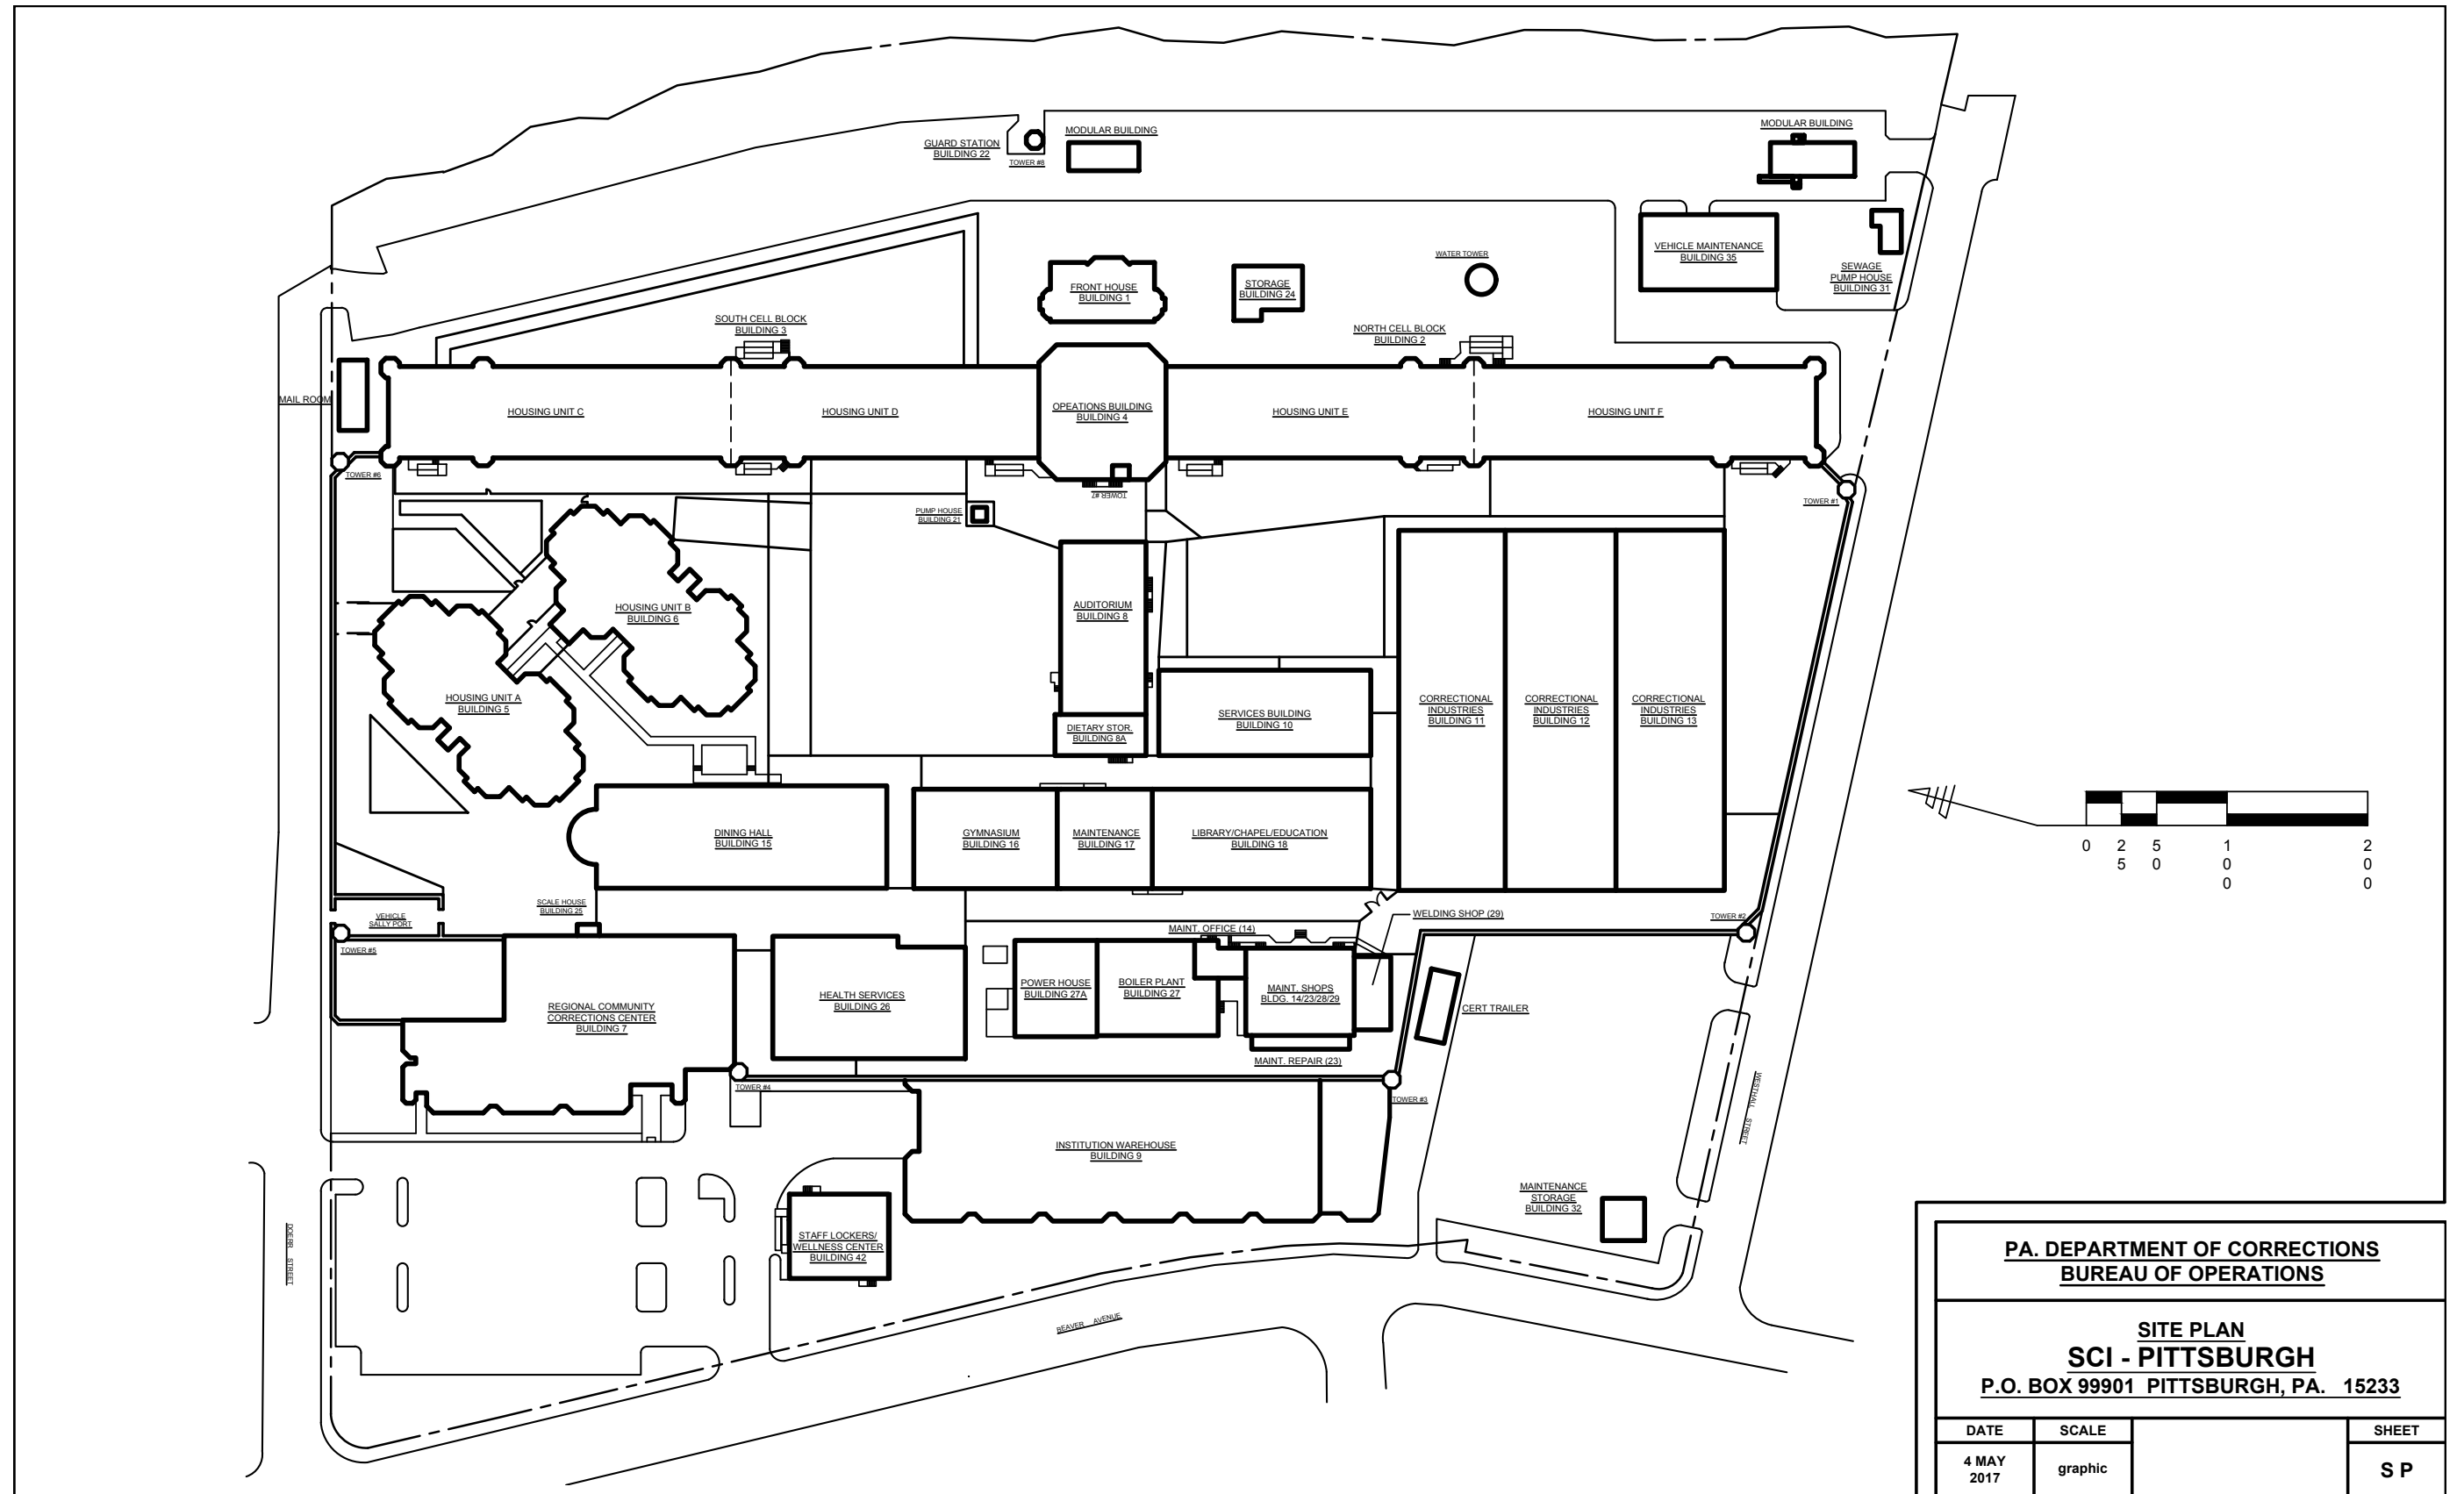 MODULAR BUILDING
MODULAR BUILDING
GUARD STATION
BUILDING 22
TOWER #8
VEHICLE MAINTENANCE
BUILDING 35
WATER TOWER
SEWAGE
PUMP HOUSE
BUILDING 31
FRONT HOUSE
BUILDING 1
STORAGE
BUILDING 24
SOUTH CELL BLOCK
BUILDING 3
NORTH CELL BLOCK
BUILDING 2
MAIL ROOM
HOUSING UNIT C
HOUSING UNIT D
OPEATIONS BUILDING
BUILDING 4
HOUSING UNIT E
HOUSING UNIT F
TOWER #6
TOWER #7
TOWER #1
PUMP HOUSE
BUILDING 21
HOUSING UNIT B
BUILDING 6
AUDITORIUM
BUILDING 8
HOUSING UNIT A
BUILDING 5
DIETARY STOR.
BUILDING 8A
SERVICES BUILDING
BUILDING 10
CORRECTIONAL
INDUSTRIES
BUILDING 11
CORRECTIONAL
INDUSTRIES
BUILDING 12
CORRECTIONAL
INDUSTRIES
BUILDING 13
DINING HALL
BUILDING 15
GYMNASIUM
BUILDING 16
MAINTENANCE
BUILDING 17
LIBRARY/CHAPEL/EDUCATION
BUILDING 18
0 25 50 100 200
SCALE HOUSE
BUILDING 25
VEHICLE
SALLY PORT
TOWER #5
WELDING SHOP (29)
TOWER #2
MAINT. OFFICE (14)
REGIONAL COMMUNITY
CORRECTIONS CENTER
BUILDING 7
HEALTH SERVICES
BUILDING 26
POWER HOUSE
BUILDING 27A
BOILER PLANT
BUILDING 27
MAINT. SHOPS
BLDG. 14/23/28/29
CERT TRAILER
MAINT. REPAIR (23)
TOWER #4
TOWER #3
WESTHALL STREET
INSTITUTION WAREHOUSE
BUILDING 9
MAINTENANCE
STORAGE
BUILDING 32
STAFF LOCKERS/
WELLNESS CENTER
BUILDING 42
DOERR STREET
BEAVER AVENUE
PA. DEPARTMENT OF CORRECTIONS
BUREAU OF OPERATIONS
SITE PLAN
SCI - PITTSBURGH
P.O. BOX 99901 PITTSBURGH, PA. 15233
DATE SCALE SHEET
4 MAY
2017
graphic
S P